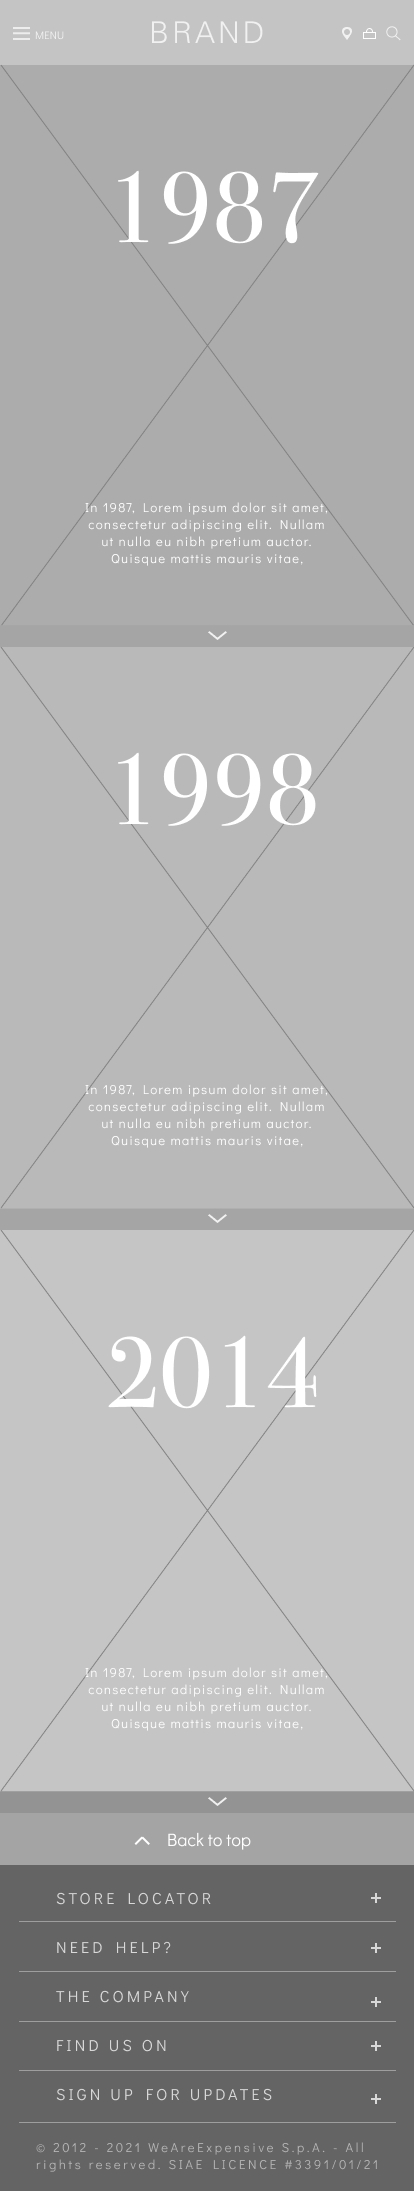 MENU
BRAND
1987
In 1987, Lorem ipsum dolor sit amet,
consectetur adipiscing elit. Nullam
ut nulla eu nibh pretium auctor.
Quisque mattis mauris vitae,
1998
In 1987, Lorem ipsum dolor sit amet,
consectetur adipiscing elit. Nullam
ut nulla eu nibh pretium auctor.
Quisque mattis mauris vitae,
2014
In 1987, Lorem ipsum dolor sit amet,
consectetur adipiscing elit. Nullam
ut nulla eu nibh pretium auctor.
Quisque mattis mauris vitae,
Back to top
STORE LOCATOR
NEED HELP?
THE COMPANY
FIND US ON
SIGN UP FOR UPDATES
© 2012 - 2021 WeAreExpensive S.p.A. - All
rights reserved. SIAE LICENCE #3391/01/21